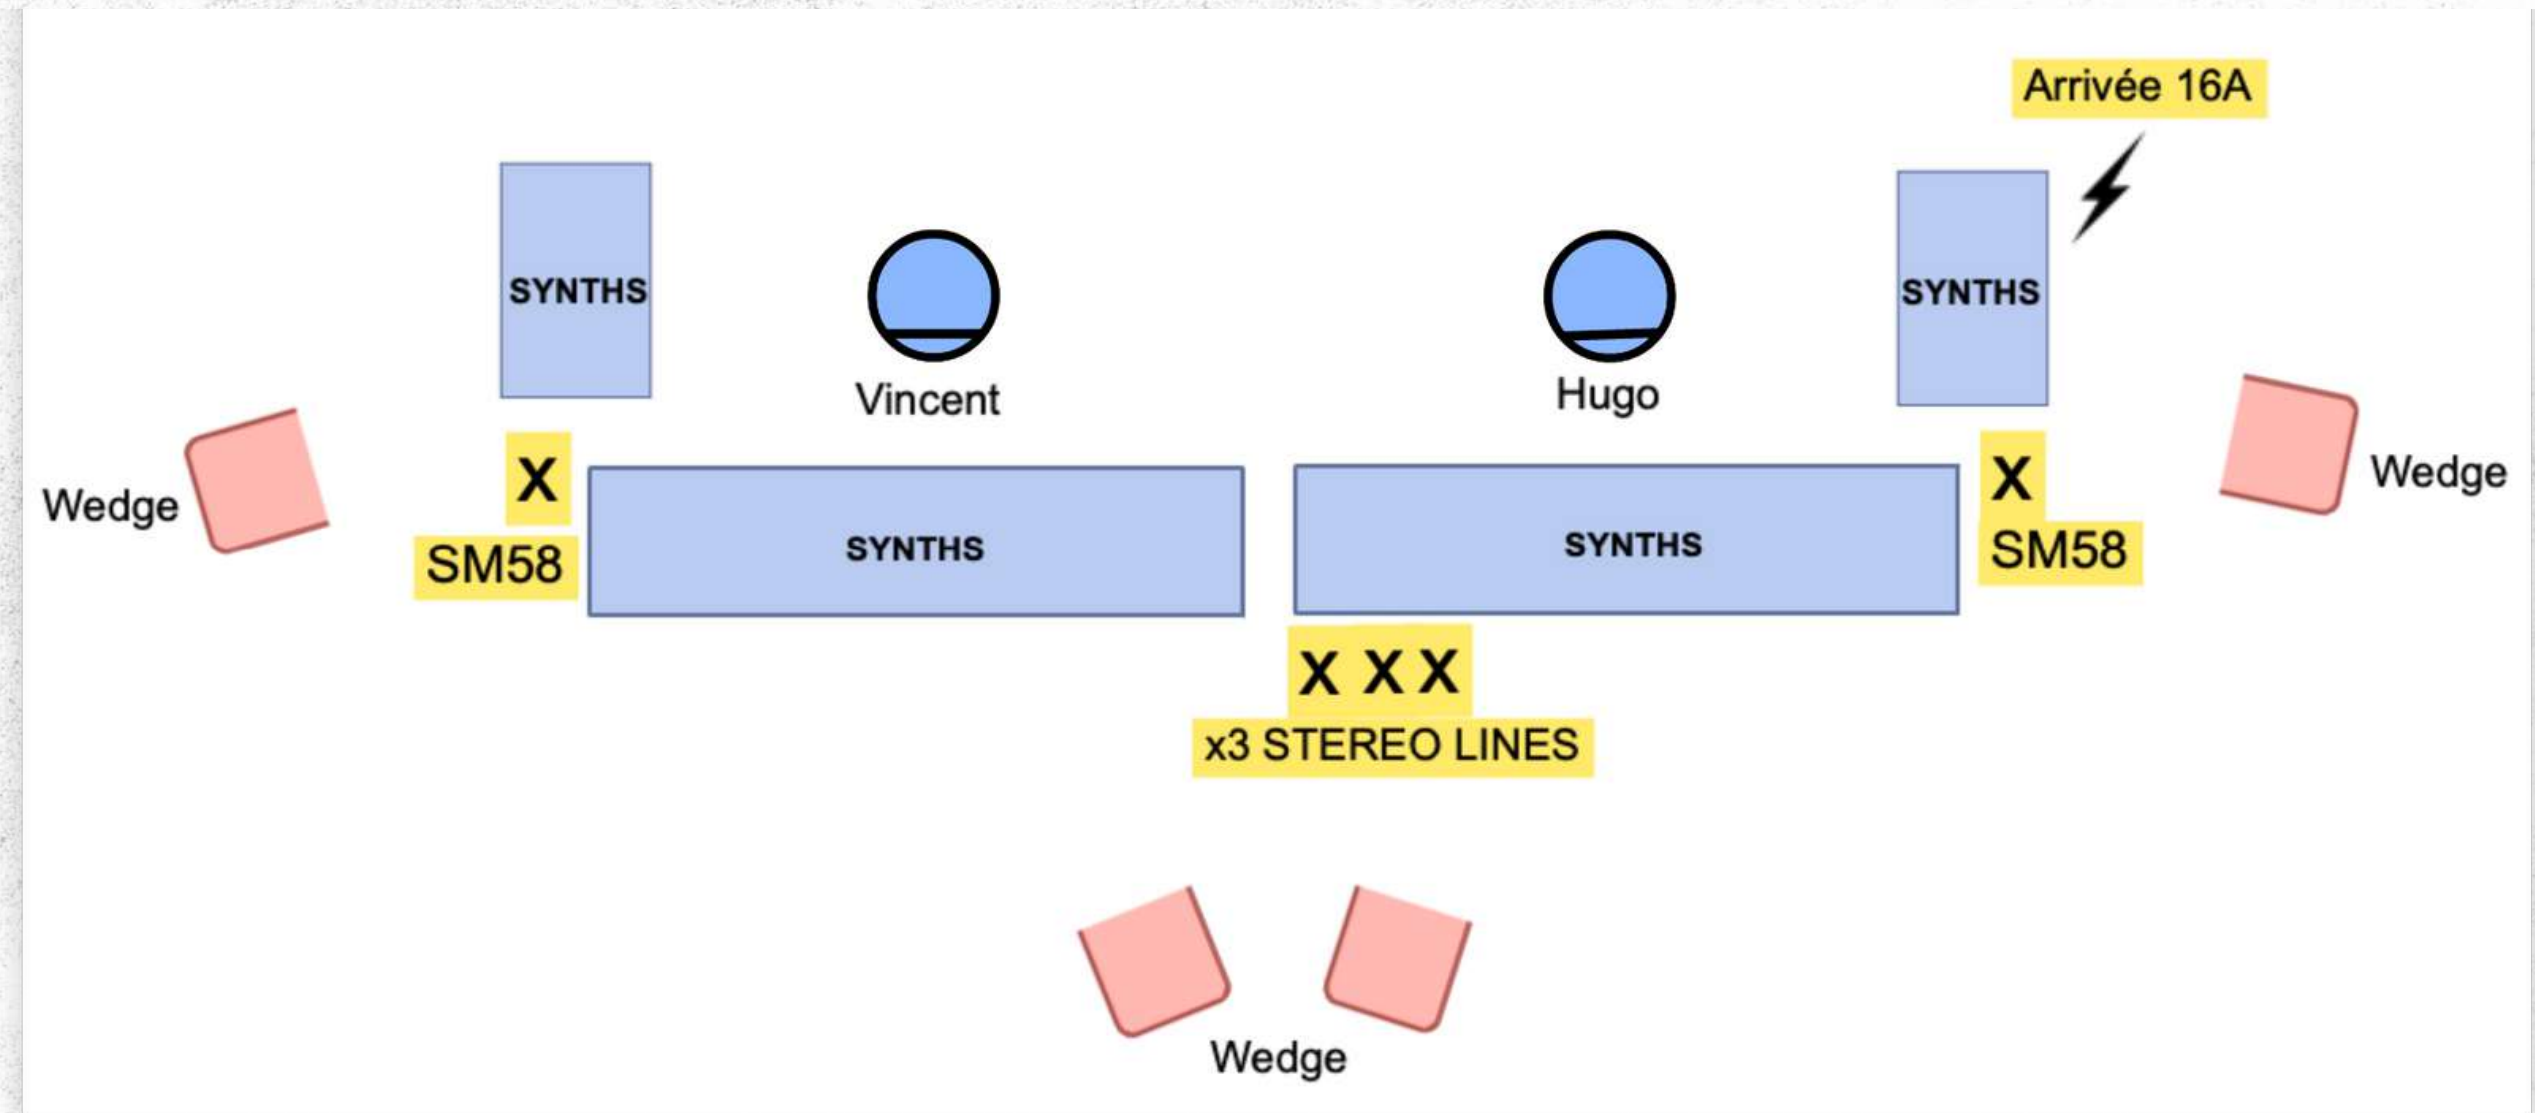 Arrivée 16A
SYNTHS
SYNTHS
Vincent
Hugo
Wedge
X
X
Wedge
SM58
SYNTHS
SYNTHS
SM58
X X X
x3 STEREO LINES
Wedge